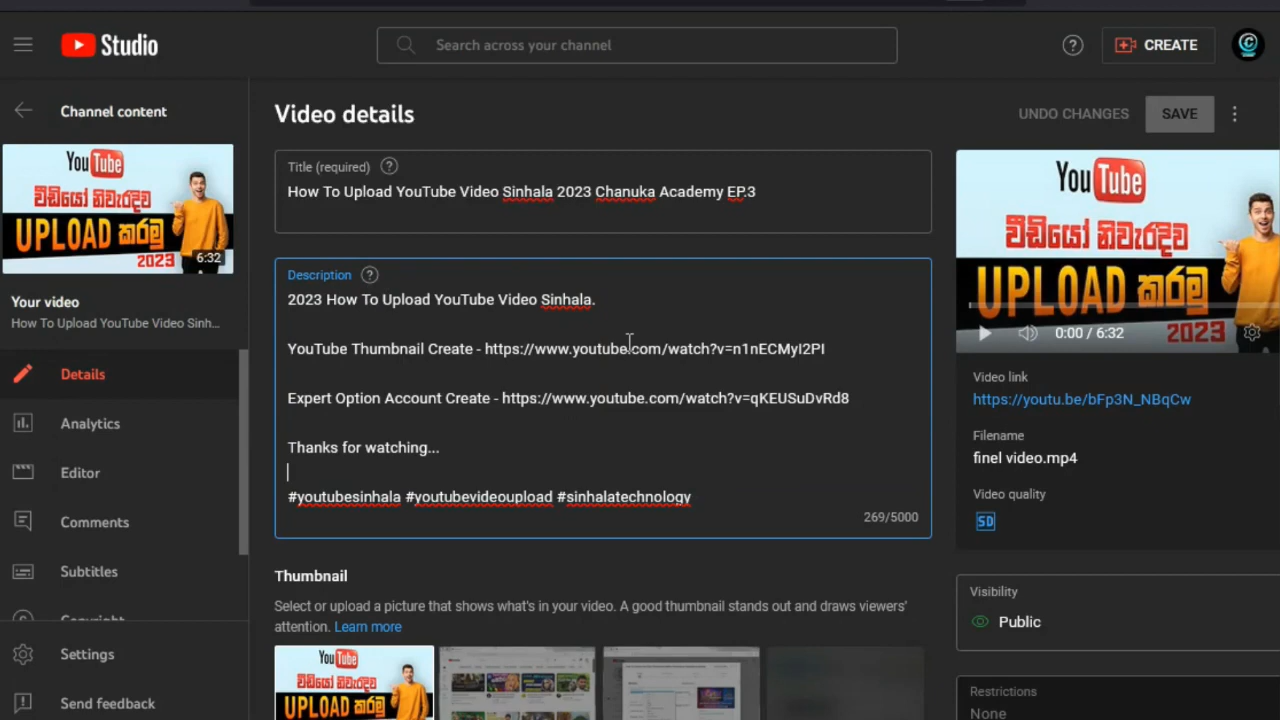 Studio
Search across your channel
CREATE
Channel content
YouTube
වීඩියෝ නිවැරදිව
UPLOAD කරමු
2023
6:32
Your video
How To Upload YouTube Video Sinh...
Details
Analytics
Editor
Comments
Subtitles
Copyright
Settings
Send feedback
Video details
UNDO CHANGES
SAVE
Title (required)
How To Upload YouTube Video Sinhala 2023 Chanuka Academy EP.3
Description
2023 How To Upload YouTube Video Sinhala.
YouTube Thumbnail Create - https://www.youtube.com/watch?v=n1nECMyI2PI
Expert Option Account Create - https://www.youtube.com/watch?v=qKEUSuDvRd8
Thanks for watching...
#youtubesinhala #youtubevideoupload #sinhalatechnology
269/5000
Thumbnail
Select or upload a picture that shows what's in your video. A good thumbnail stands out and draws viewers'
attention. Learn more
YouTube
වීඩියෝ නිවැරදිව
UPLOAD කරමු
YouTube
වීඩියෝ නිවැරදිව
UPLOAD කරමු
2023
0:00 / 6:32
Video link
https://youtu.be/bFp3N_NBqCw
Filename
finel video.mp4
Video quality
SD
Visibility
Public
Restrictions
None